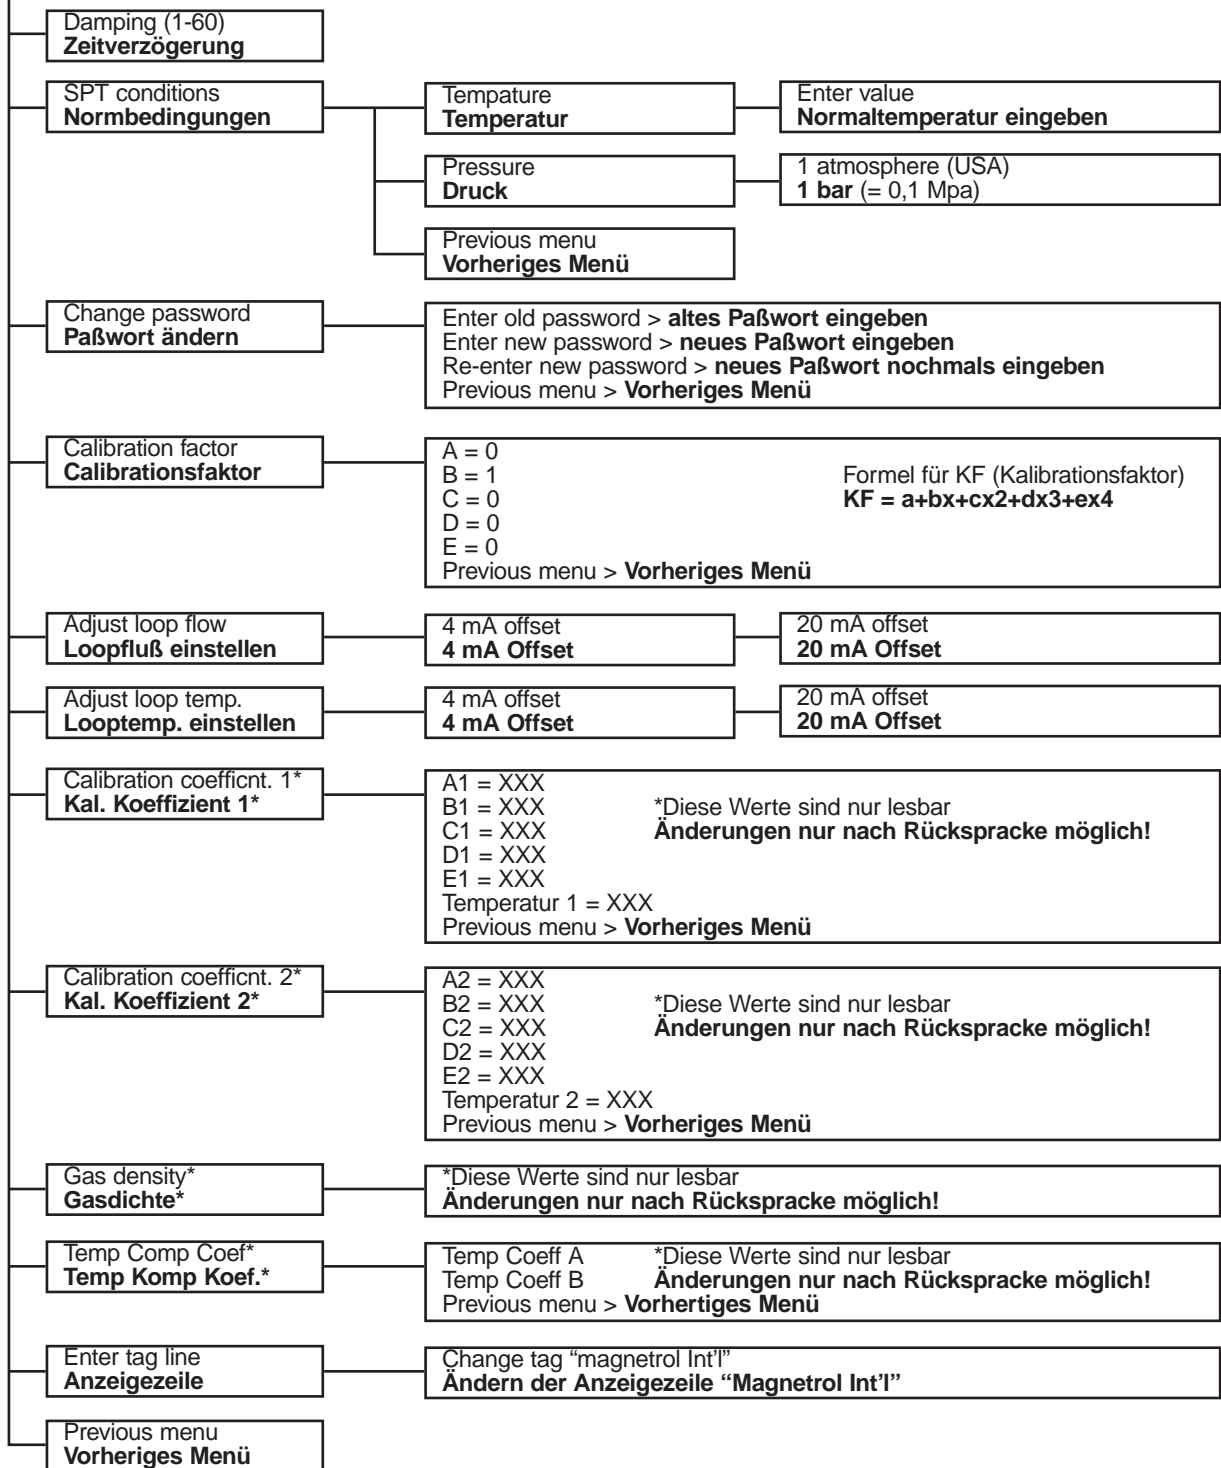 Damping (1-60)
Zeitverzögerung
SPT conditions
Normbedingungen
Tempature
Temperatur
Enter value
Normaltemperatur eingeben
Pressure
Druck
1 atmosphere (USA)
1 bar (= 0,1 Mpa)
Previous menu
Vorheriges Menü
Change password
Paßwort ändern
Enter old password > altes Paßwort eingeben
Enter new password > neues Paßwort eingeben
Re-enter new password > neues Paßwort nochmals eingeben
Previous menu > Vorheriges Menü
Calibration factor
Calibrationsfaktor
A = 0
B = 1
C = 0
D = 0
E = 0
Previous menu > Vorheriges Menü
Formel für KF (Kalibrationsfaktor)
KF = a+bx+cx2+dx3+ex4
Adjust loop flow
Loopfluß einstellen
4 mA offset
4 mA Offset
20 mA offset
20 mA Offset
Adjust loop temp.
Looptemp. einstellen
4 mA offset
4 mA Offset
20 mA offset
20 mA Offset
Calibration coefficnt. 1*
Kal. Koeffizient 1*
A1 = XXX
B1 = XXX *Diese Werte sind nur lesbar
C1 = XXX Änderungen nur nach Rückspracke möglich!
D1 = XXX
E1 = XXX
Temperatur 1 = XXX
Previous menu > Vorheriges Menü
Calibration coefficnt. 2*
Kal. Koeffizient 2*
A2 = XXX
B2 = XXX *Diese Werte sind nur lesbar
C2 = XXX Änderungen nur nach Rückspracke möglich!
D2 = XXX
E2 = XXX
Temperatur 2 = XXX
Previous menu > Vorheriges Menü
Gas density*
Gasdichte*
*Diese Werte sind nur lesbar
Änderungen nur nach Rückspracke möglich!
Temp Comp Coef*
Temp Komp Koef.*
Temp Coeff A *Diese Werte sind nur lesbar
Temp Coeff B Änderungen nur nach Rückspracke möglich!
Previous menu > Vorhertiges Menü
Enter tag line
Anzeigezeile
Change tag “magnetrol Int’l”
Ändern der Anzeigezeile “Magnetrol Int’l”
Previous menu
Vorheriges Menü